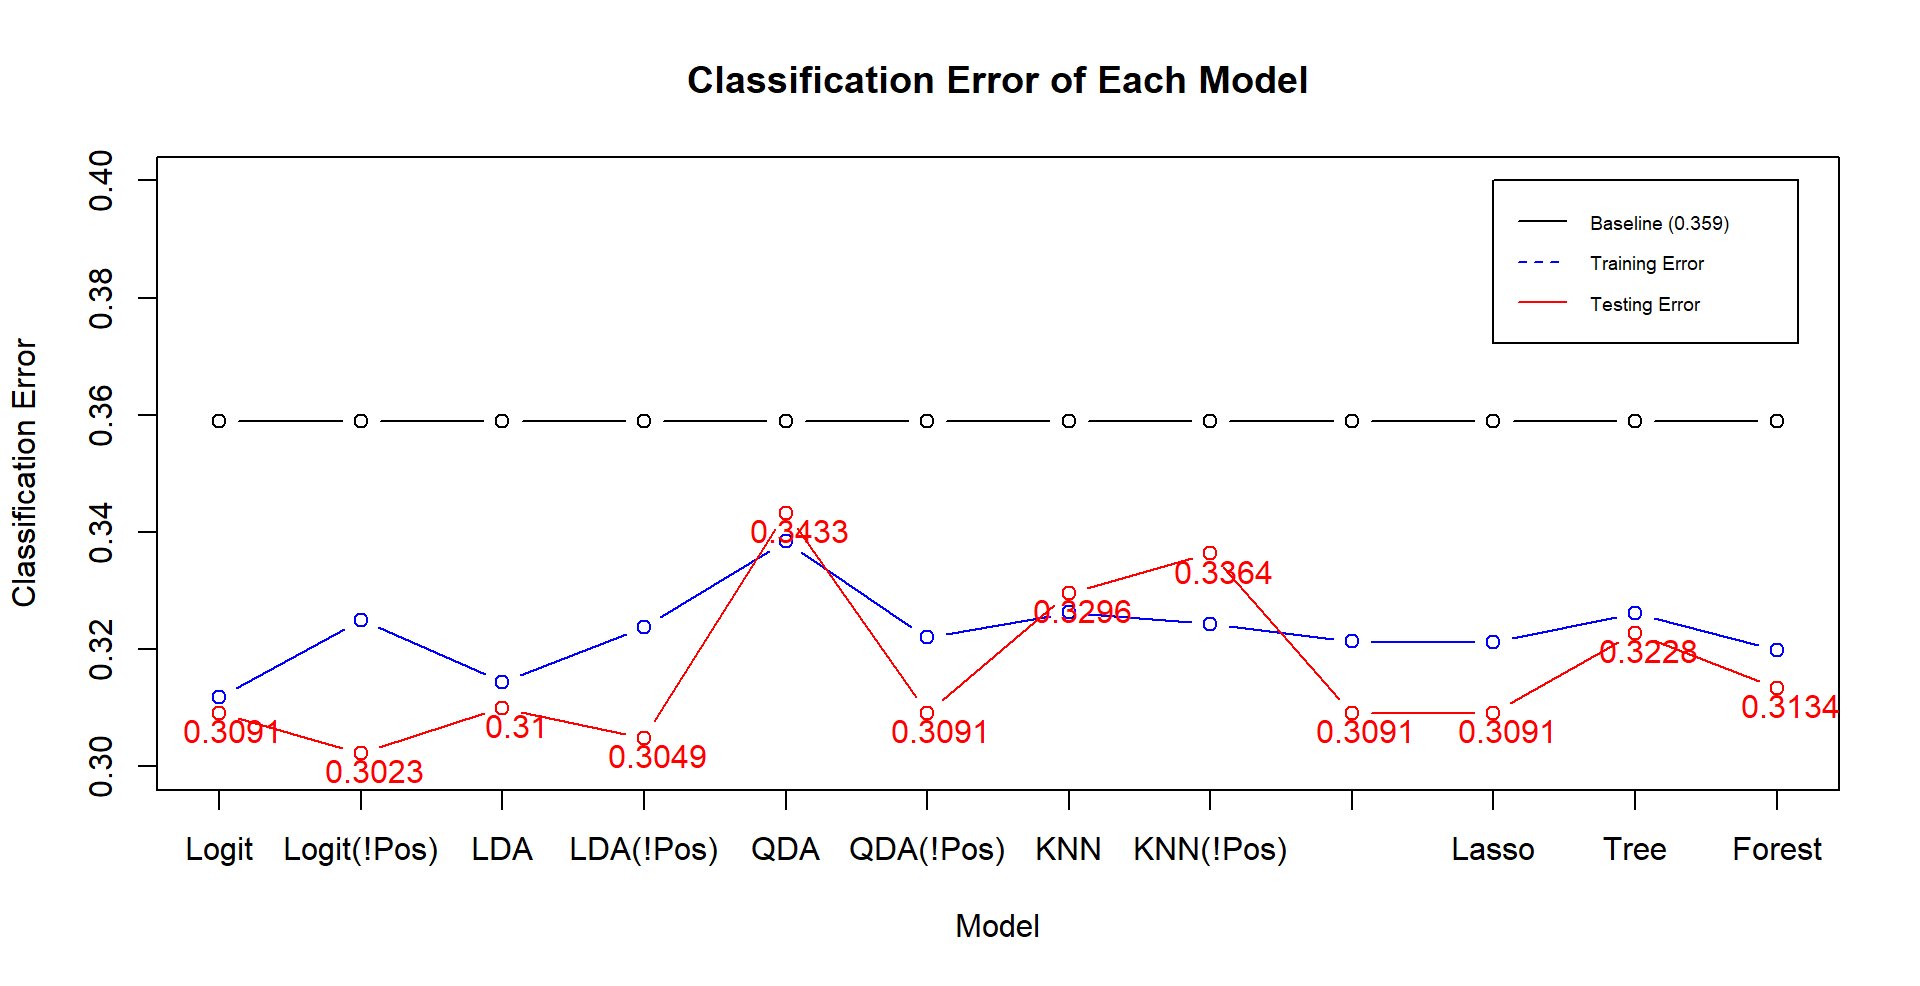 Classification Error of Each Model
Baseline (0.359)
Training Error
Testing Error
Classification Error
0.40
0.38
0.36
0.34
0.32
0.30
0.3091
0.3023
0.31
0.3049
0.3433
0.3091
0.3296
0.3364
0.3091
0.3091
0.3228
0.3134
Logit Logit(!Pos) LDA LDA(!Pos) QDA QDA(!Pos) KNN KNN(!Pos) Lasso Tree Forest
Model